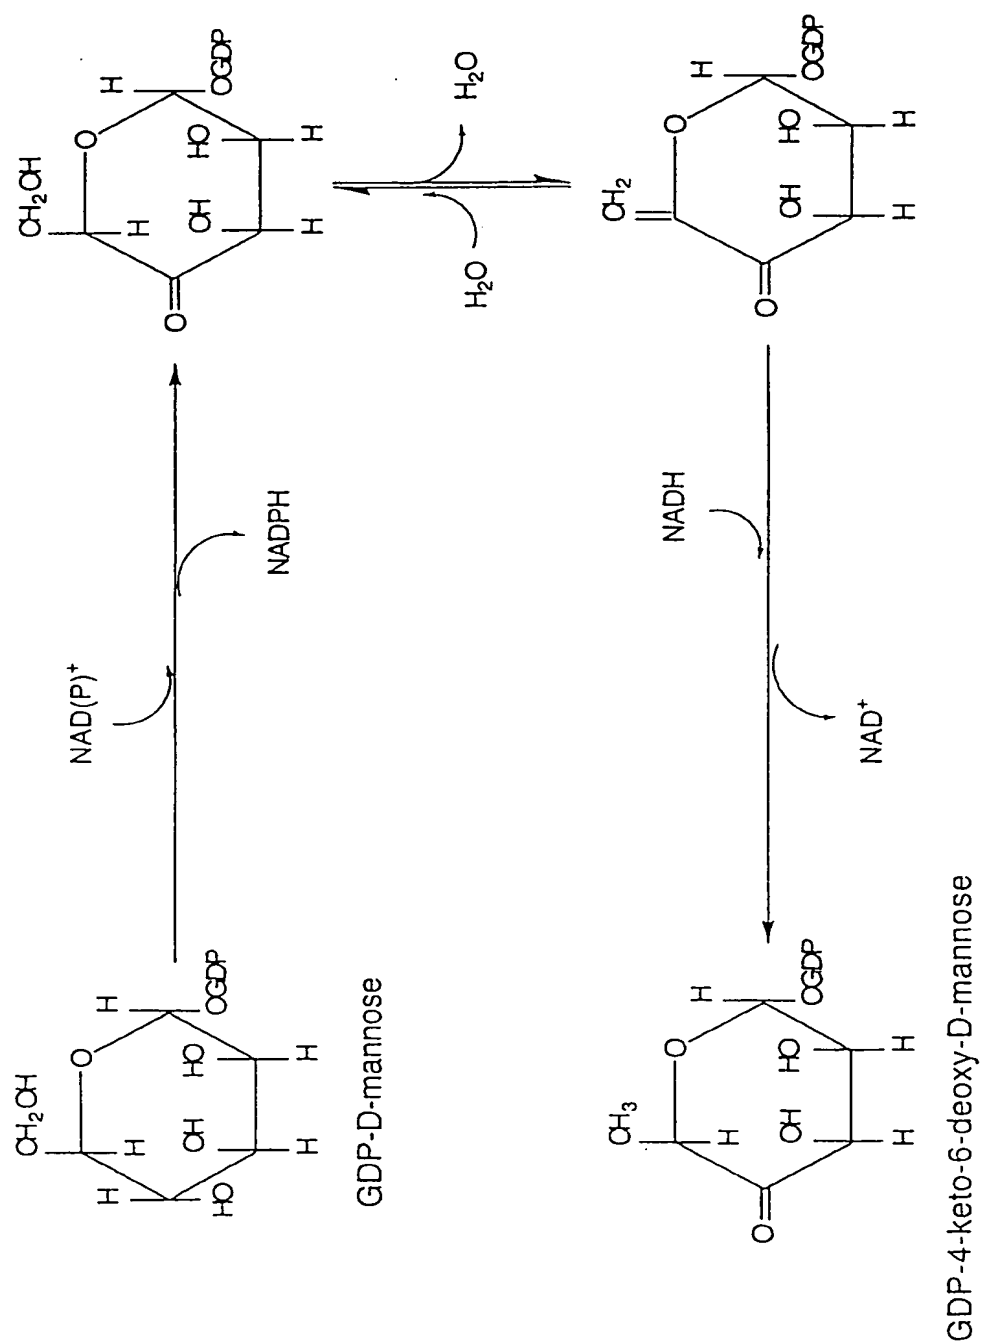 CH₂OH
H O H
H
HO OH HO OGDP
H H
GDP-D-mannose
NAD(P)⁺
NADPH
CH₂OH
O H
H
O OH HO OGDP
H H
H₂O H₂O
CH₂
O H
O OH HO OGDP
H H
NADH
NAD⁺
CH₃
O H
H
O OH HO OGDP
H H
GDP-4-keto-6-deoxy-D-mannose